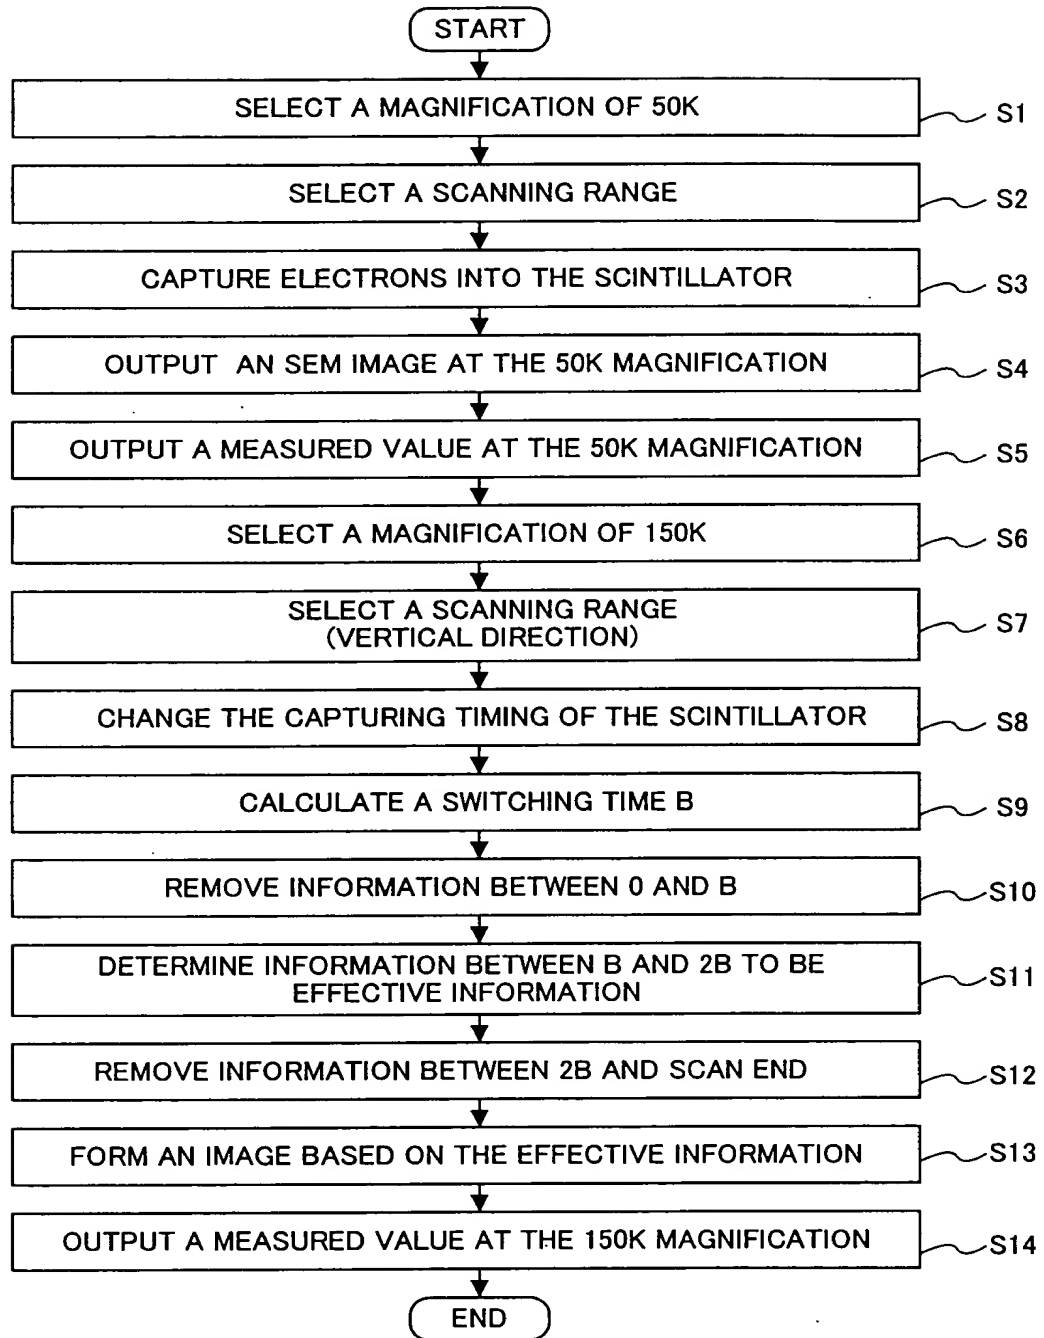 START
SELECT A MAGNIFICATION OF 50K
S1
SELECT A SCANNING RANGE
S2
CAPTURE ELECTRONS INTO THE SCINTILLATOR
S3
OUTPUT AN SEM IMAGE AT THE 50K MAGNIFICATION
S4
OUTPUT A MEASURED VALUE AT THE 50K MAGNIFICATION
S5
SELECT A MAGNIFICATION OF 150K
S6
SELECT A SCANNING RANGE
(VERTICAL DIRECTION)
S7
CHANGE THE CAPTURING TIMING OF THE SCINTILLATOR
S8
CALCULATE A SWITCHING TIME B
S9
REMOVE INFORMATION BETWEEN 0 AND B
S10
DETERMINE INFORMATION BETWEEN B AND 2B TO BE
EFFECTIVE INFORMATION
S11
REMOVE INFORMATION BETWEEN 2B AND SCAN END
S12
FORM AN IMAGE BASED ON THE EFFECTIVE INFORMATION
S13
OUTPUT A MEASURED VALUE AT THE 150K MAGNIFICATION
S14
END